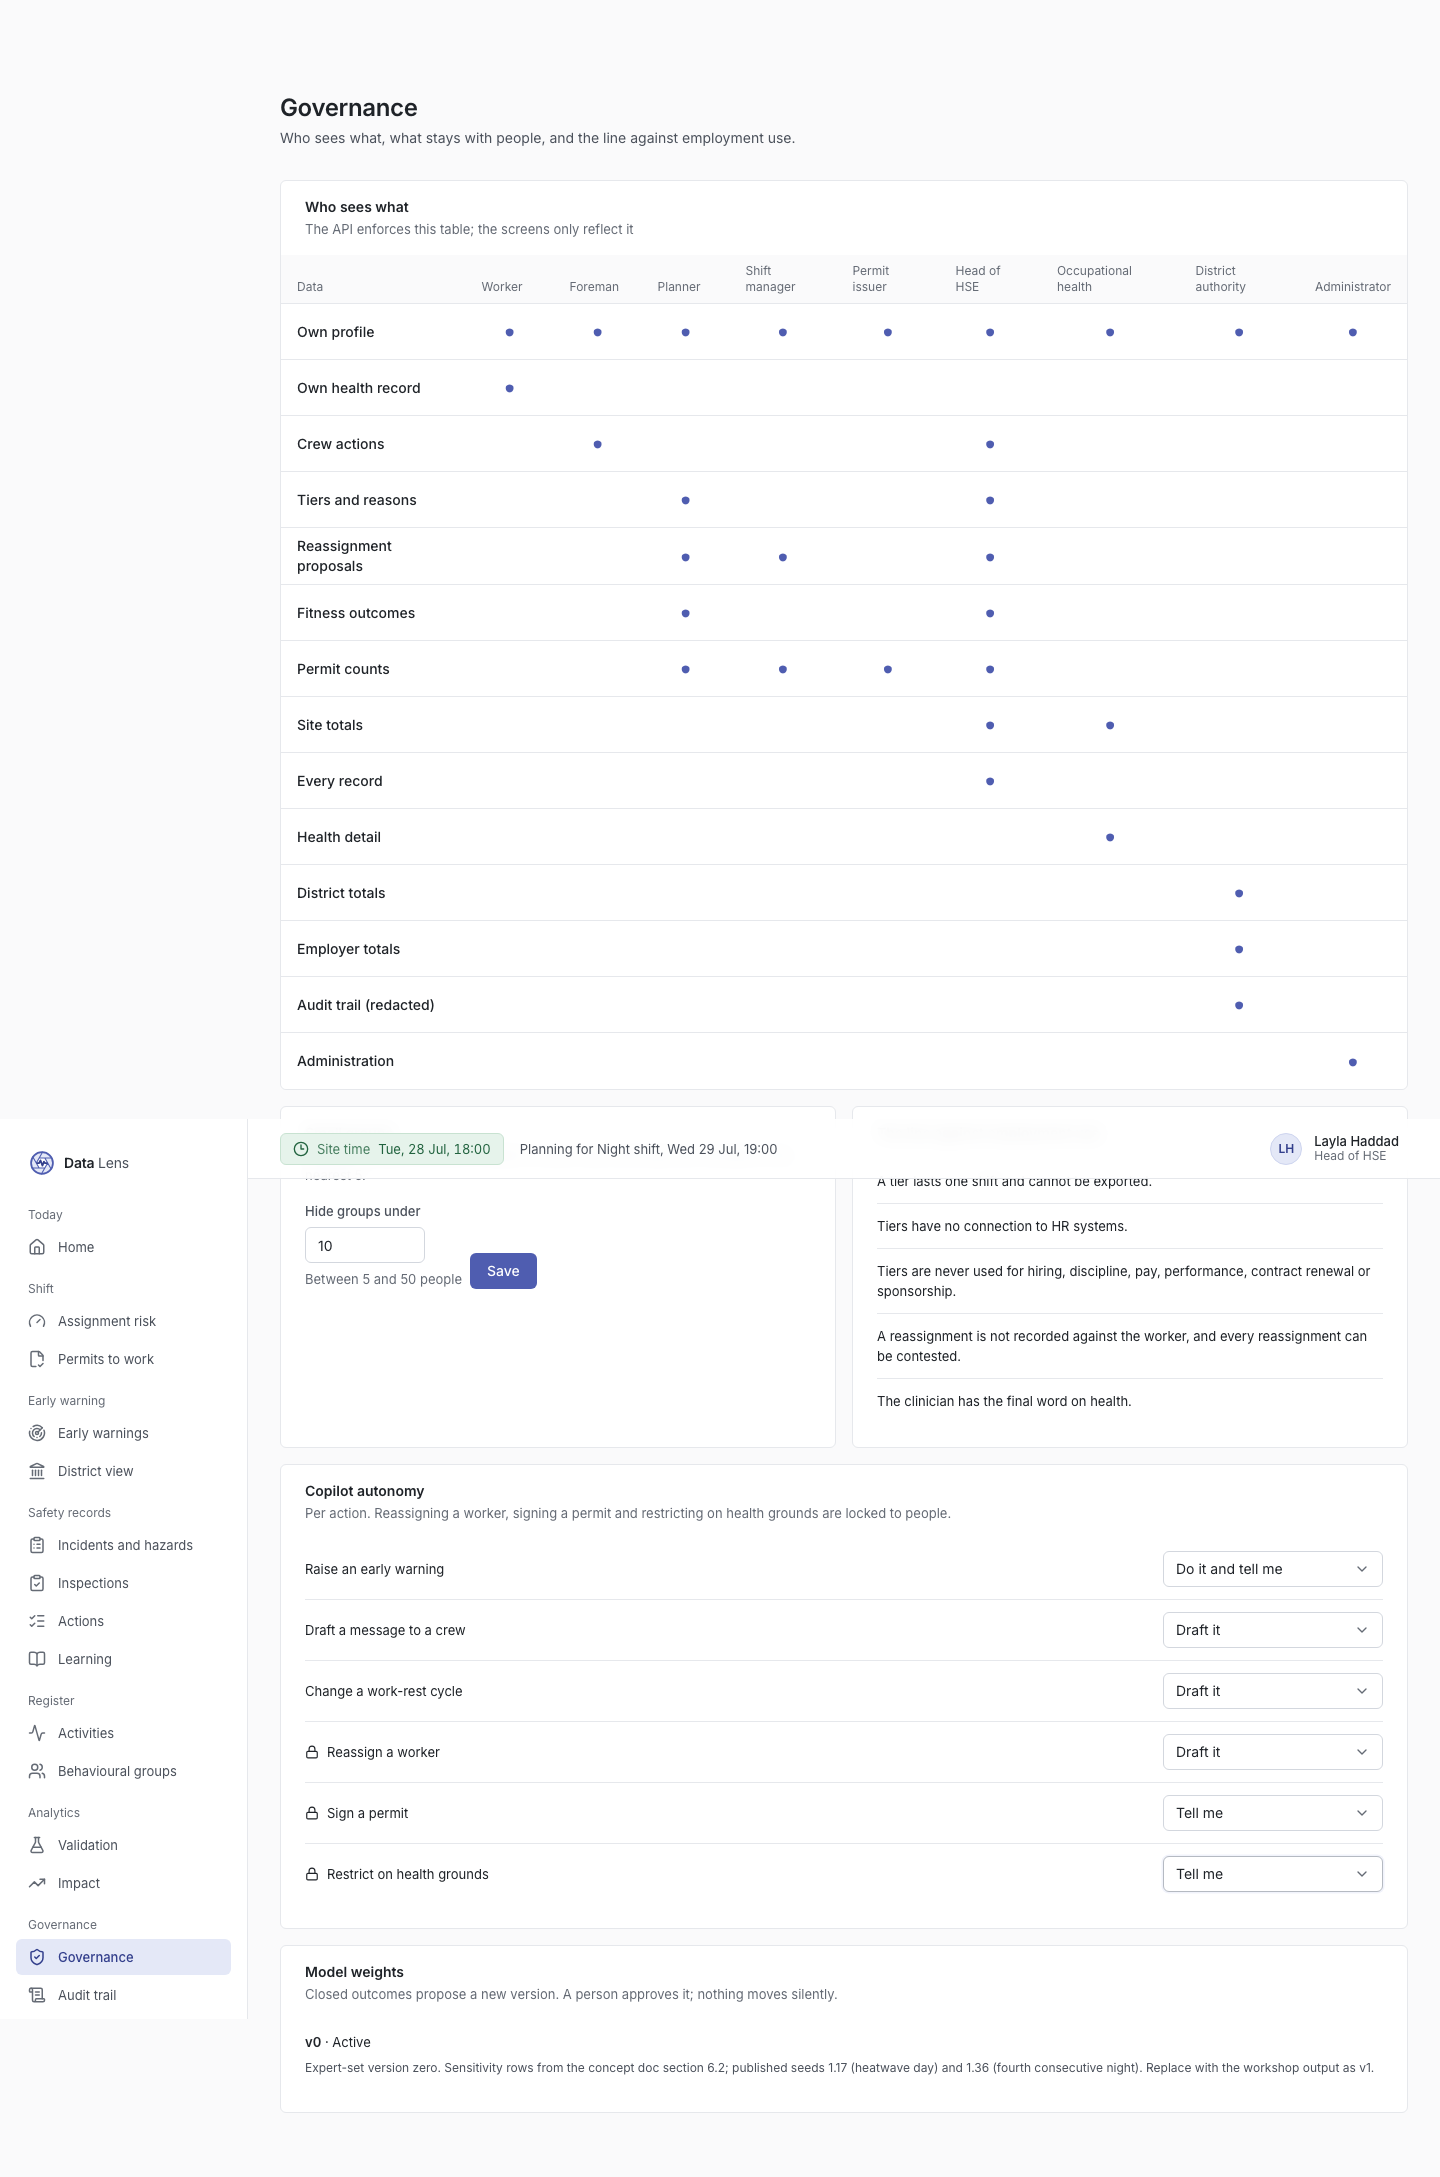 Governance
Who sees what, what stays with people, and the line against employment use.
Who sees what
The API enforces this table; the screens only reflect it
Data
Worker
Foreman
Planner
Shift
manager
Permit
issuer
Head of
HSE
Occupational
health
District
authority
Administrator
Own profile
Own health record
Crew actions
Tiers and reasons
Reassignment
proposals
Fitness outcomes
Permit counts
Site totals
Every record
Health detail
District totals
Employer totals
Audit trail (redacted)
Administration
Data Lens
Site time Tue, 28 Jul, 18:00
Planning for Night shift, Wed 29 Jul, 19:00
LH
Layla Haddad
Head of HSE
Today
Home
Shift
Assignment risk
Permits to work
Early warning
Early warnings
District view
Safety records
Incidents and hazards
Inspections
Actions
Learning
Register
Activities
Behavioural groups
Analytics
Validation
Impact
Governance
Governance
Audit trail
Hide groups under
10
Between 5 and 50 people
Save
A tier lasts one shift and cannot be exported.
Tiers have no connection to HR systems.
Tiers are never used for hiring, discipline, pay, performance, contract renewal or
sponsorship.
A reassignment is not recorded against the worker, and every reassignment can
be contested.
The clinician has the final word on health.
Copilot autonomy
Per action. Reassigning a worker, signing a permit and restricting on health grounds are locked to people.
Raise an early warning
Do it and tell me
Draft a message to a crew
Draft it
Change a work-rest cycle
Draft it
Reassign a worker
Draft it
Sign a permit
Tell me
Restrict on health grounds
Tell me
Model weights
Closed outcomes propose a new version. A person approves it; nothing moves silently.
v0 · Active
Expert-set version zero. Sensitivity rows from the concept doc section 6.2; published seeds 1.17 (heatwave day) and 1.36 (fourth consecutive night). Replace with the workshop output as v1.